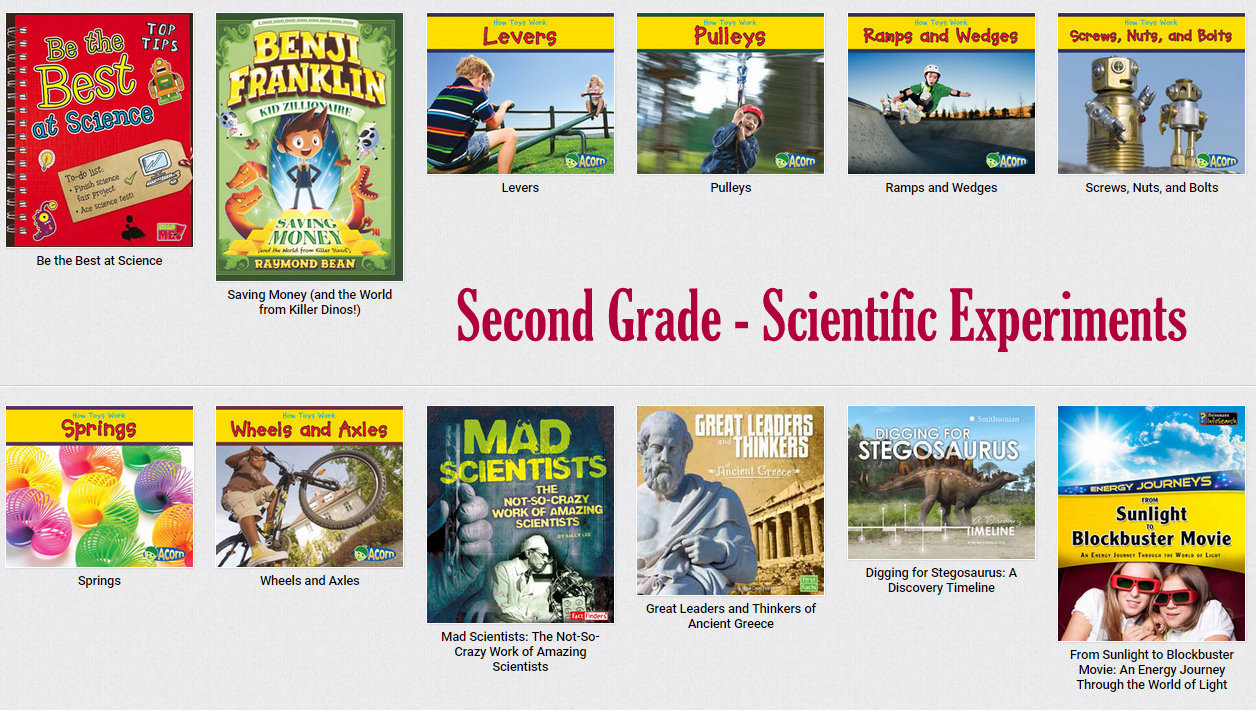 TOP
TIPS
Be the
Best
at Science
To-do list:
• Finish science
fair project
• Ace science test!
Be the Best at Science
1,000,000,000,000,000,000,000,000
BENJI
FRANKLIN
KID ZILLIONAIRE
SAVING
MONEY
(and the World from Killer Dinos!)
RAYMOND BEAN
Saving Money (and the World
from Killer Dinos!)
How Toys Work
Levers
Acorn
Levers
How Toys Work
Pulleys
Acorn
Pulleys
How Toys Work
Ramps and Wedges
Acorn
Ramps and Wedges
How Toys Work
Screws, Nuts, and Bolts
Acorn
Screws, Nuts, and Bolts
Second Grade - Scientific Experiments
How Toys Work
Springs
Acorn
Springs
How Toys Work
Wheels and Axles
Acorn
Wheels and Axles
MAD
SCIENTISTS
THE
NOT-SO-CRAZY
WORK OF AMAZING
SCIENTISTS
BY SALLY LEE
Fact Finders
Mad Scientists: The Not-So-
Crazy Work of Amazing
Scientists
GREAT LEADERS
and THINKERS
of
Ancient Greece
Great Leaders and Thinkers of
Ancient Greece
Smithsonian
DIGGING FOR
STEGOSAURUS
A Discovery
TIMELINE
Digging for Stegosaurus: A
Discovery Timeline
Heinemann
InfoSearch
ENERGY JOURNEYS
FROM
Sunlight
TO
Blockbuster Movie
AN ENERGY JOURNEY THROUGH THE WORLD OF LIGHT
From Sunlight to Blockbuster
Movie: An Energy Journey
Through the World of Light